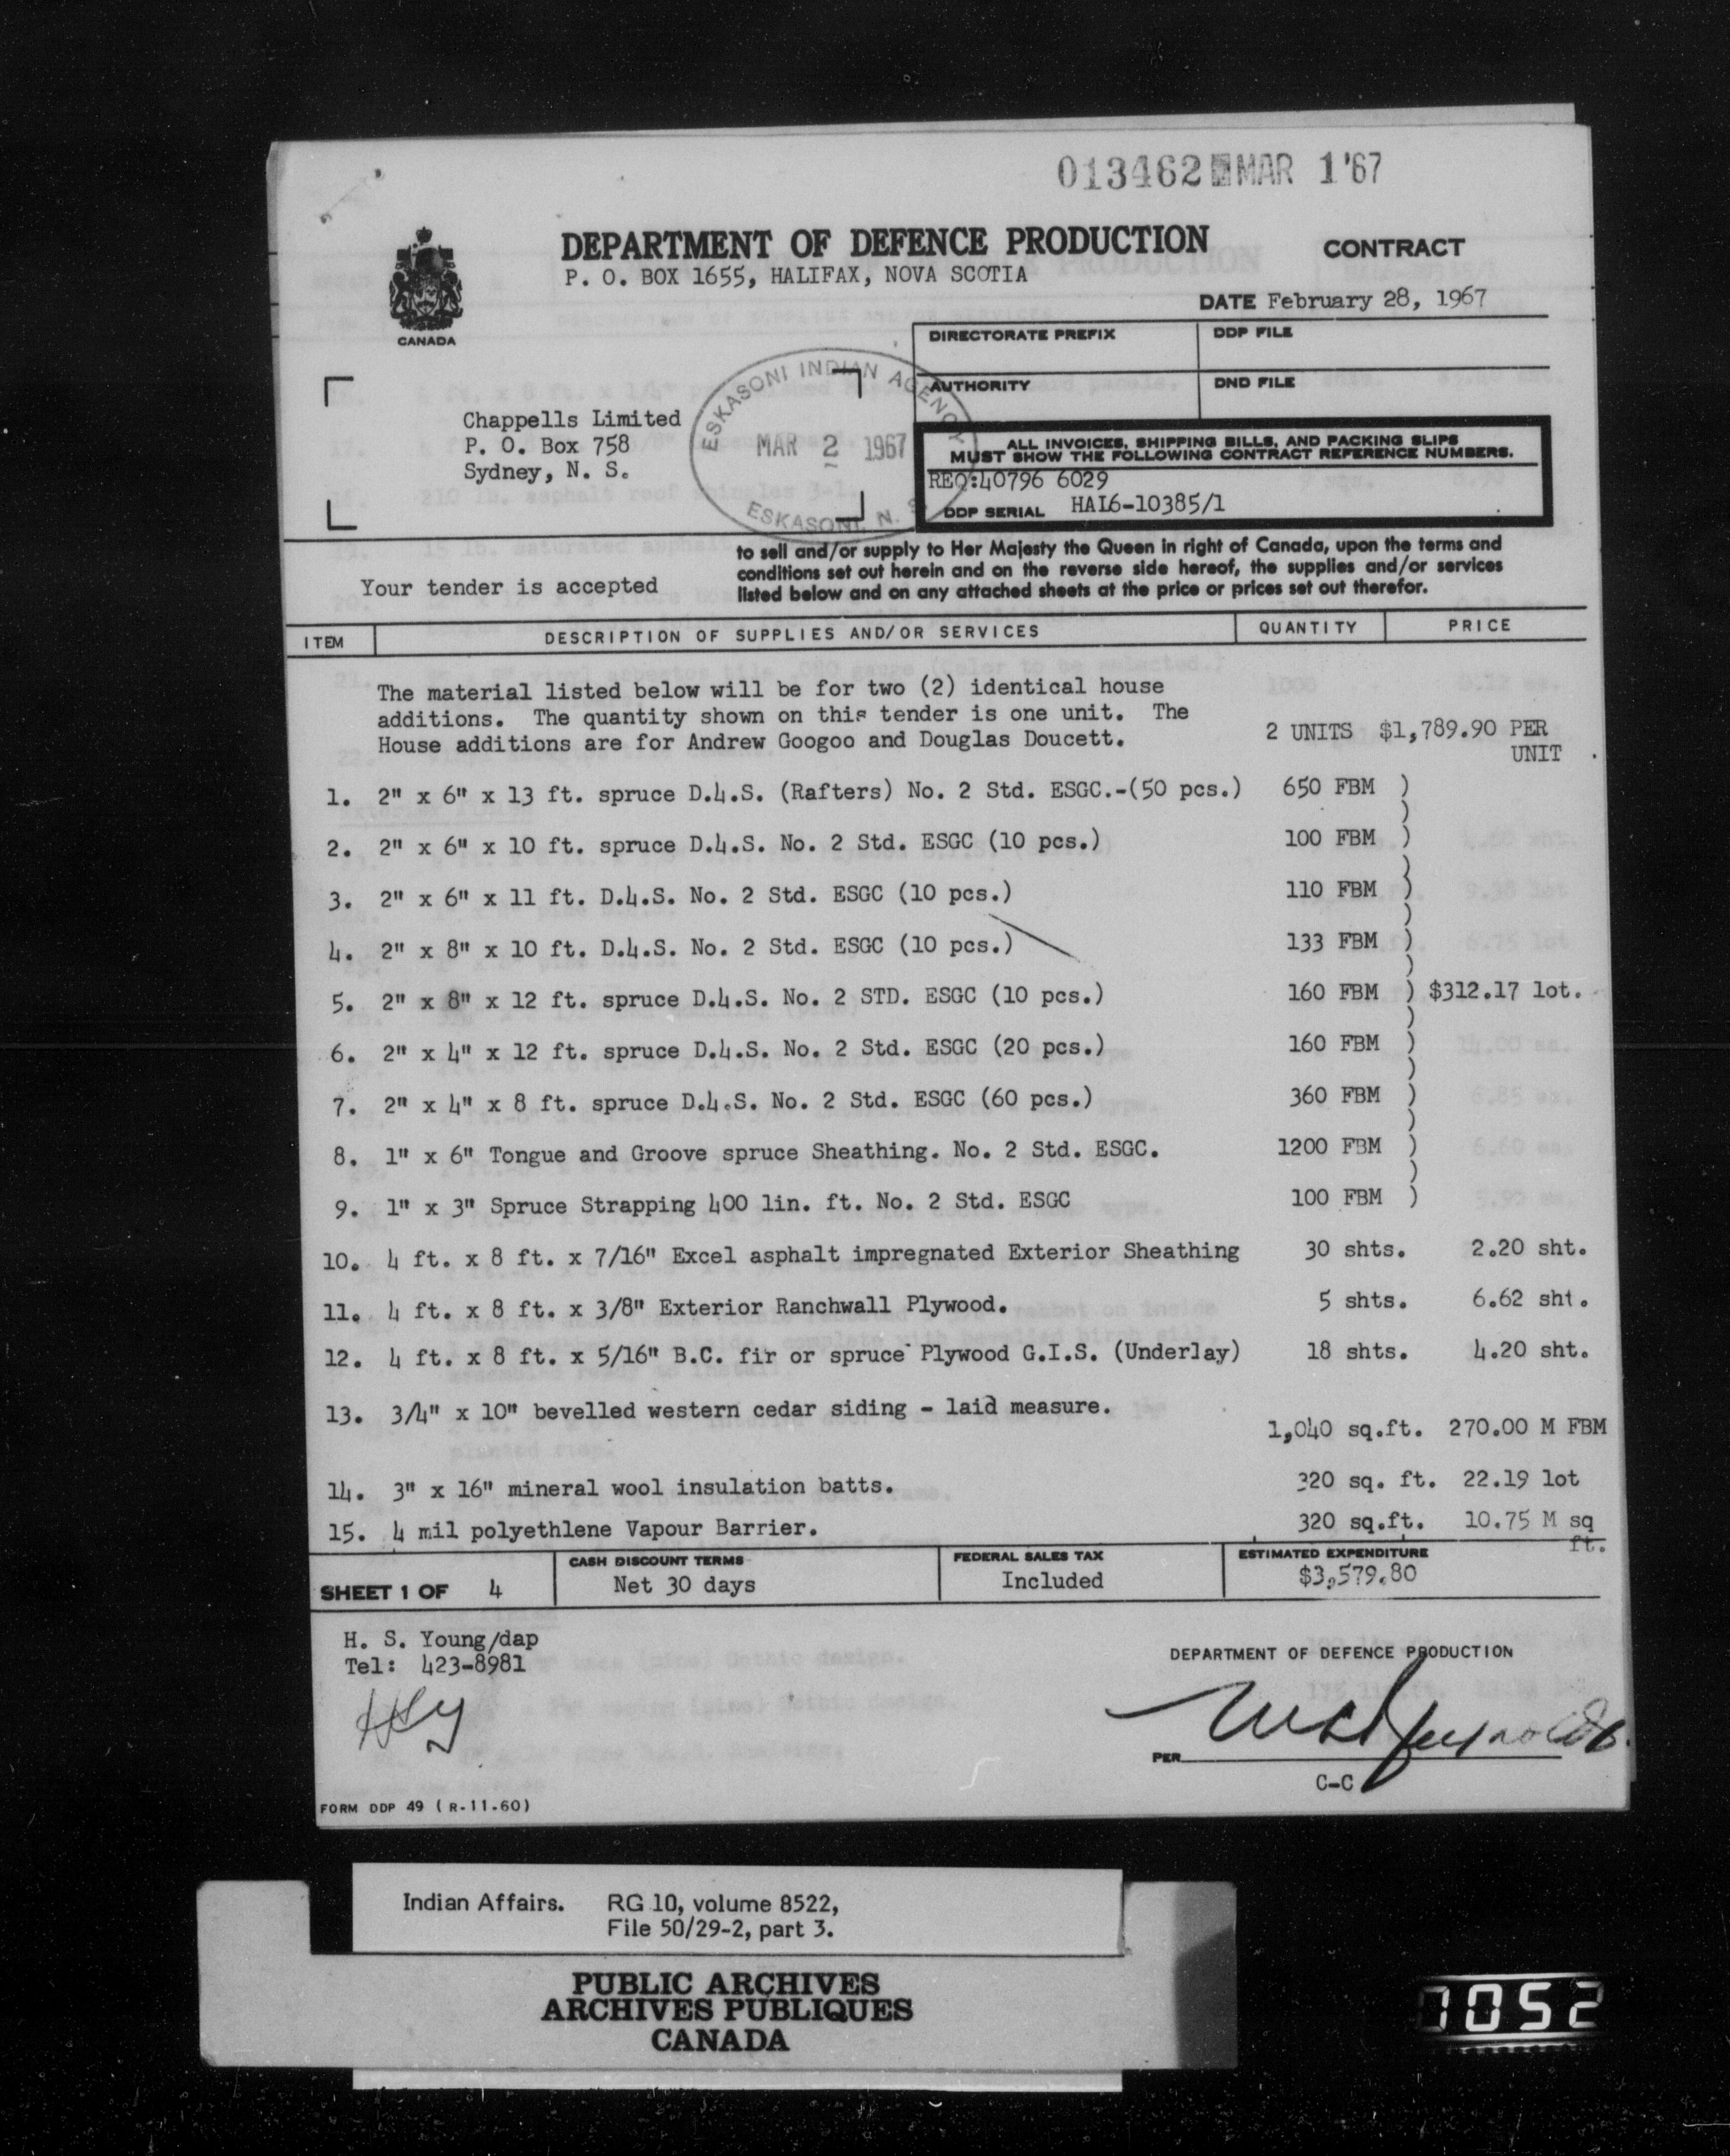 013462 MAR 1'67
DEPARTMENT OF DEFENCE PRODUCTION
CONTRACT
P. O. BOX 1655, HALIFAX, NOVA SCOTIA
DATE February 28, 1967
CANADA
DIRECTORATE PREFIX
DDP FILE
AUTHORITY
DND FILE
ESKASONI INDIAN AGENCY
MAR 2 1967
ESKASONI, N. S.
Chappells Limited
P. O. Box 758
Sydney, N. S.
ALL INVOICES, SHIPPING BILLS, AND PACKING SLIPS
MUST SHOW THE FOLLOWING CONTRACT REFERENCE NUMBERS.
REQ:40796 6029
DDP SERIAL HAL6-10385/1
Your tender is accepted
to sell and/or supply to Her Majesty the Queen in right of Canada, upon the terms and
conditions set out herein and on the reverse side hereof, the supplies and/or services
listed below and on any attached sheets at the price or prices set out therefor.
ITEM DESCRIPTION OF SUPPLIES AND/OR SERVICES QUANTITY PRICE
The material listed below will be for two (2) identical house
additions. The quantity shown on this tender is one unit. The
House additions are for Andrew Googoo and Douglas Doucett. 2 UNITS $1,789.90 PER
UNIT
1. 2" x 6" x 13 ft. spruce D.4.S. (Rafters) No. 2 Std. ESGC.-(50 pcs.) 650 FBM )
2. 2" x 6" x 10 ft. spruce D.4.S. No. 2 Std. ESGC (10 pcs.) 100 FBM )
3. 2" x 6" x 11 ft. D.4.S. No. 2 Std. ESGC (10 pcs.) 110 FBM )
4. 2" x 8" x 10 ft. D.4.S. No. 2 Std. ESGC (10 pcs.) 133 FBM )
5. 2" x 8" x 12 ft. spruce D.4.S. No. 2 STD. ESGC (10 pcs.) 160 FBM ) $312.17 lot.
6. 2" x 4" x 12 ft. spruce D.4.S. No. 2 Std. ESGC (20 pcs.) 160 FBM )
7. 2" x 4" x 8 ft. spruce D.4.S. No. 2 Std. ESGC (60 pcs.) 360 FBM )
8. 1" x 6" Tongue and Groove spruce Sheathing. No. 2 Std. ESGC. 1200 FBM )
9. 1" x 3" Spruce Strapping 400 lin. ft. No. 2 Std. ESGC 100 FBM )
10. 4 ft. x 8 ft. x 7/16" Excel asphalt impregnated Exterior Sheathing 30 shts. 2.20 sht.
11. 4 ft. x 8 ft. x 3/8" Exterior Ranchwall Plywood. 5 shts. 6.62 sht.
12. 4 ft. x 8 ft. x 5/16" B.C. fir or spruce Plywood G.I.S. (Underlay) 18 shts. 4.20 sht.
13. 3/4" x 10" bevelled western cedar siding - laid measure.
1,040 sq.ft. 270.00 M FBM
14. 3" x 16" mineral wool insulation batts. 320 sq. ft. 22.19 lot
15. 4 mil polyethlene Vapour Barrier. 320 sq.ft. 10.75 M sq
ft.
SHEET 1 OF 4
CASH DISCOUNT TERMS
Net 30 days
FEDERAL SALES TAX
Included
ESTIMATED EXPENDITURE
$3,579.80
H. S. Young/dap
Tel: 423-8981
HSY
DEPARTMENT OF DEFENCE PRODUCTION
PER
C-C
FORM DDP 49 (R-11-60)
Indian Affairs. RG 10, volume 8522,
File 50/29-2, part 3.
PUBLIC ARCHIVES
ARCHIVES PUBLIQUES
CANADA
1052